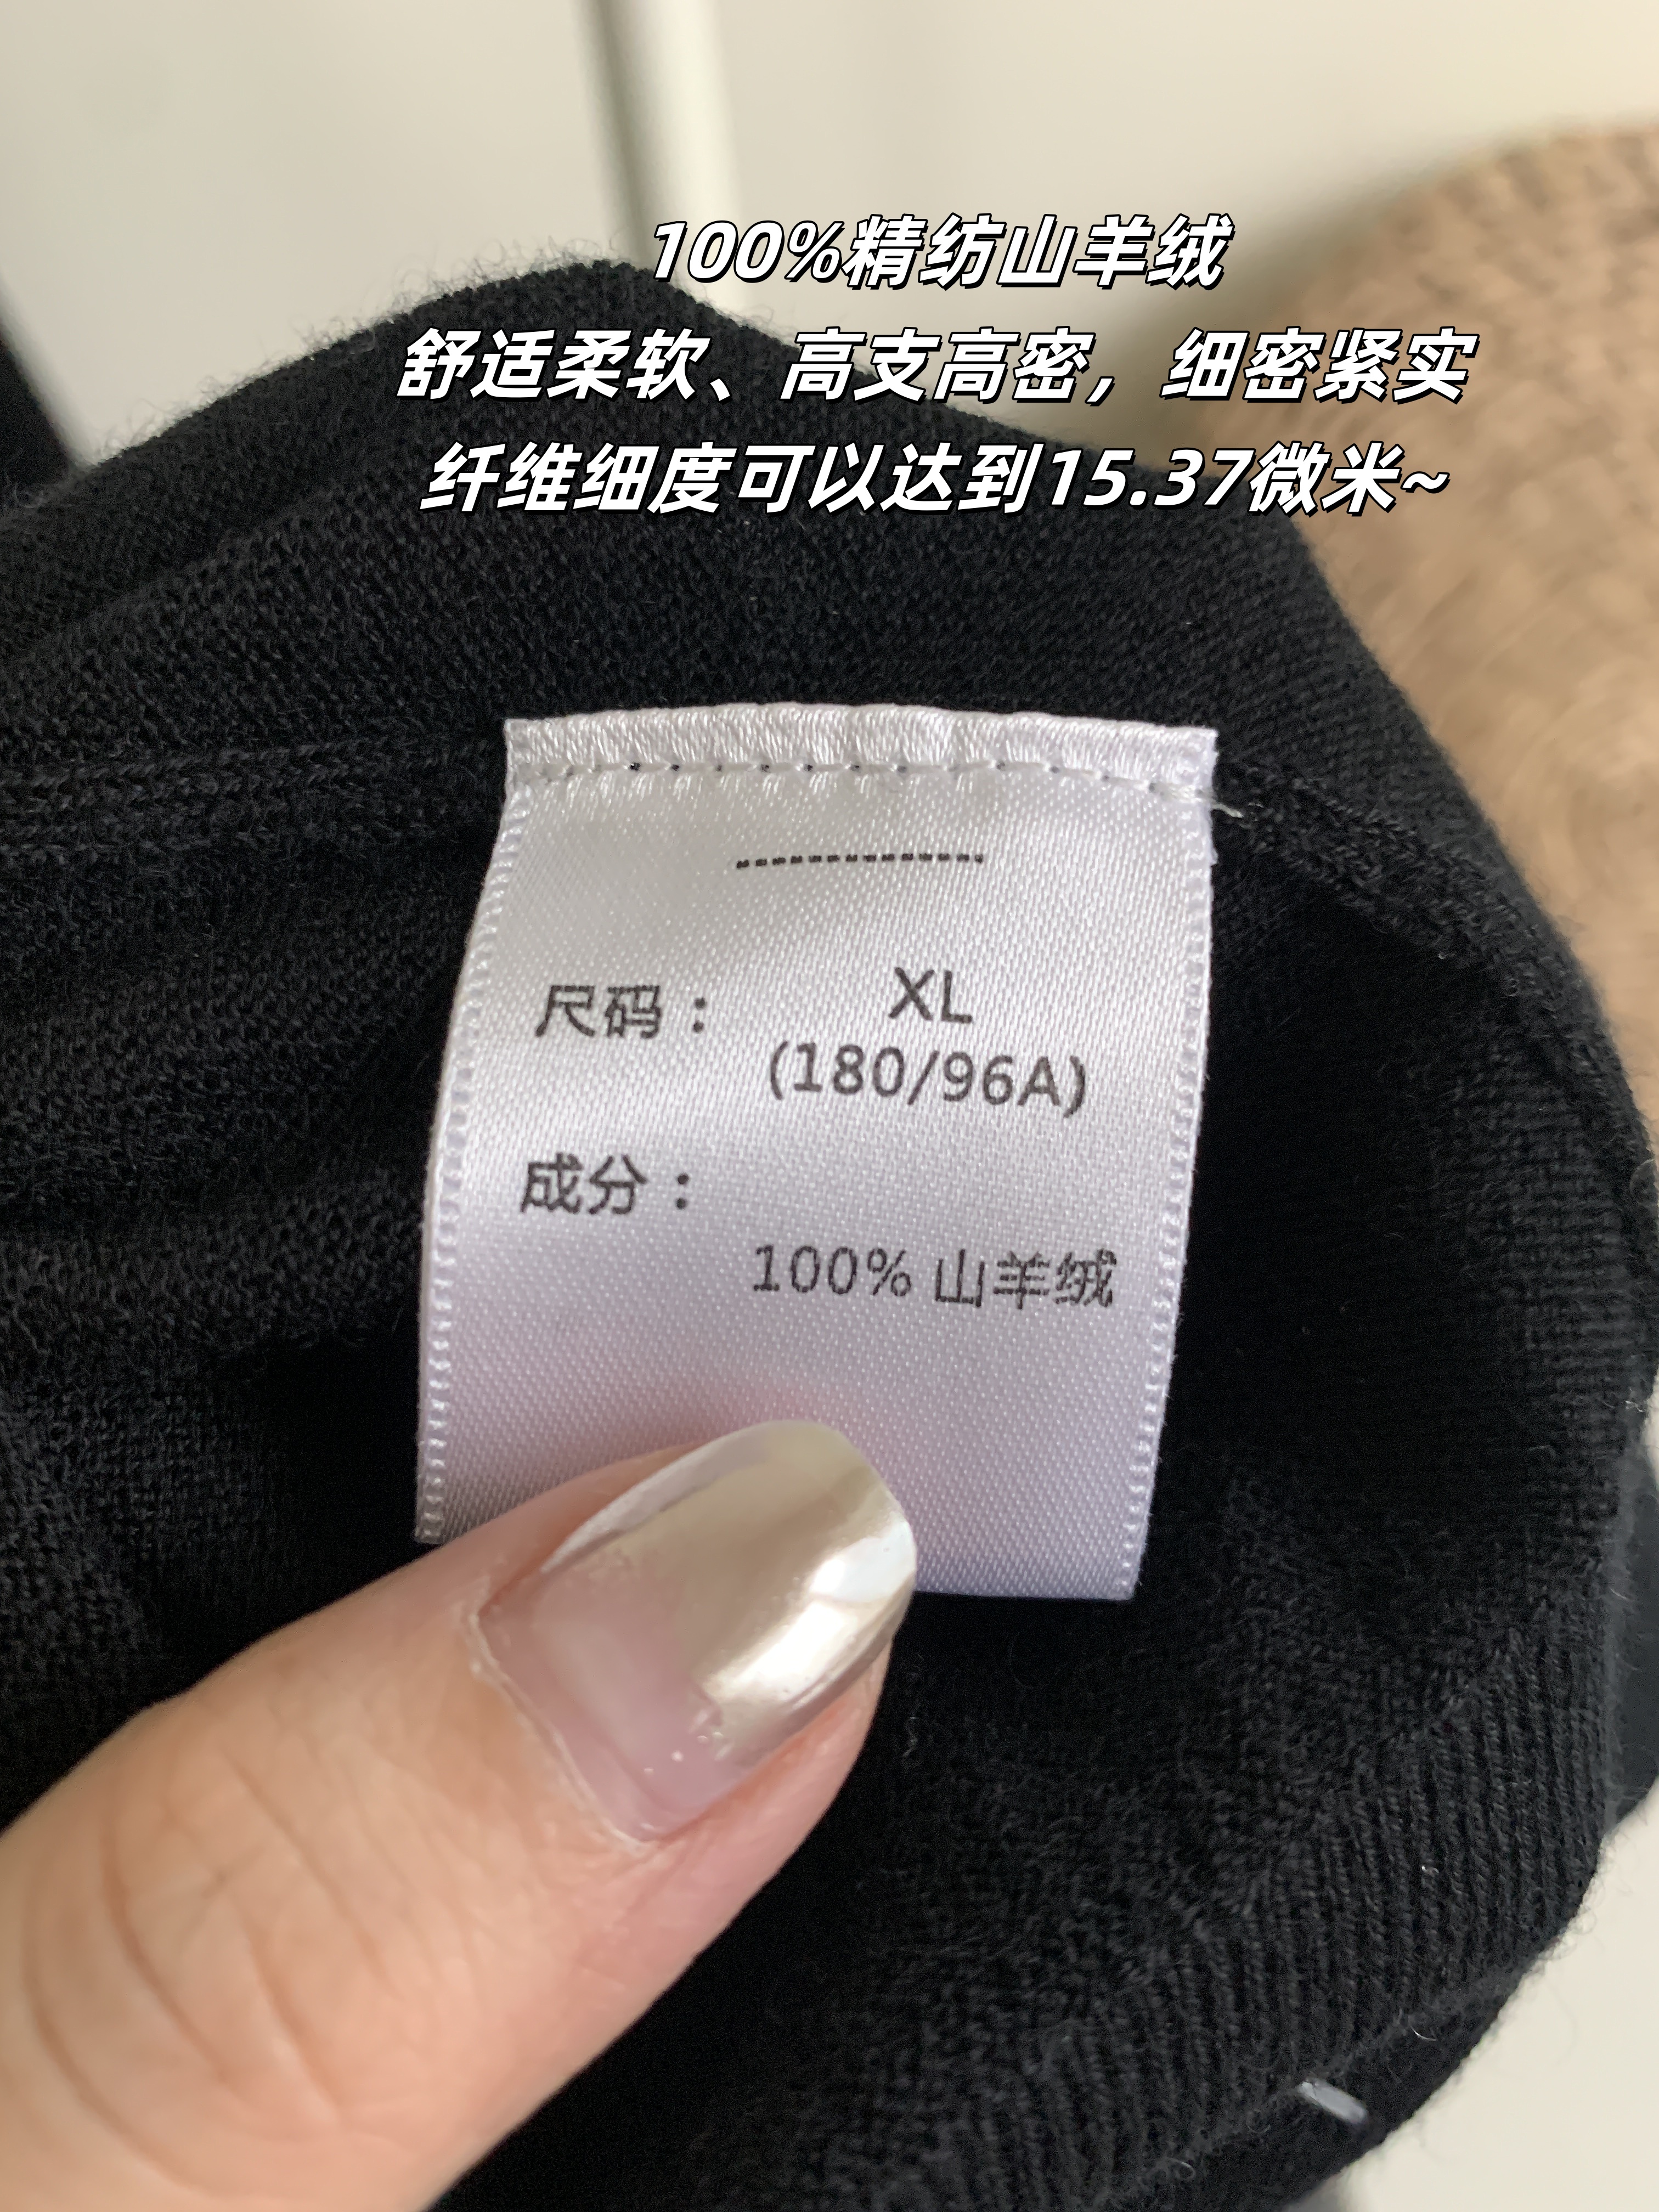 100%精纺山羊绒
舒适柔软、高支高密，细密紧实
纤维细度可以达到15.37微米~
尺码： XL
(180/96A)
成分：
100% 山羊绒